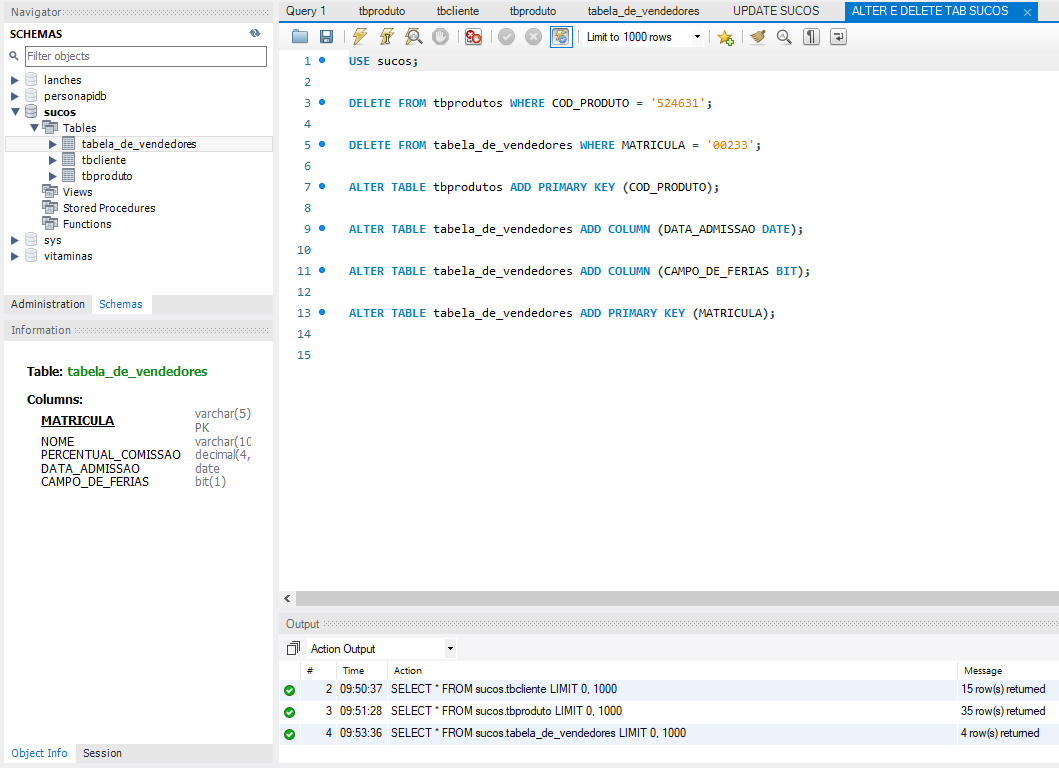 Navigator
SCHEMAS
Filter objects
lanches
personapidb
sucos
Tables
tabela_de_vendedores
tbcliente
tbproduto
Views
Stored Procedures
Functions
sys
vitaminas
Administration Schemas
Information
Table: tabela_de_vendedores
Columns:
MATRICULA varchar(5)
PK
NOME varchar(10
PERCENTUAL_COMISSAO decimal(4,
DATA_ADMISSAO date
CAMPO_DE_FERIAS bit(1)
Object Info Session
Query 1 tbproduto tbcliente tbproduto tabela_de_vendedores UPDATE SUCOS ALTER E DELETE TAB SUCOS
Limit to 1000 rows
1 USE sucos;
2
3 DELETE FROM tbprodutos WHERE COD_PRODUTO = '524631';
4
5 DELETE FROM tabela_de_vendedores WHERE MATRICULA = '00233';
6
7 ALTER TABLE tbprodutos ADD PRIMARY KEY (COD_PRODUTO);
8
9 ALTER TABLE tabela_de_vendedores ADD COLUMN (DATA_ADMISSAO DATE);
10
11 ALTER TABLE tabela_de_vendedores ADD COLUMN (CAMPO_DE_FERIAS BIT);
12
13 ALTER TABLE tabela_de_vendedores ADD PRIMARY KEY (MATRICULA);
14
15
Output
Action Output
# Time Action Message
2 09:50:37 SELECT * FROM sucos.tbcliente LIMIT 0, 1000 15 row(s) returned
3 09:51:28 SELECT * FROM sucos.tbproduto LIMIT 0, 1000 35 row(s) returned
4 09:53:36 SELECT * FROM sucos.tabela_de_vendedores LIMIT 0, 1000 4 row(s) returned